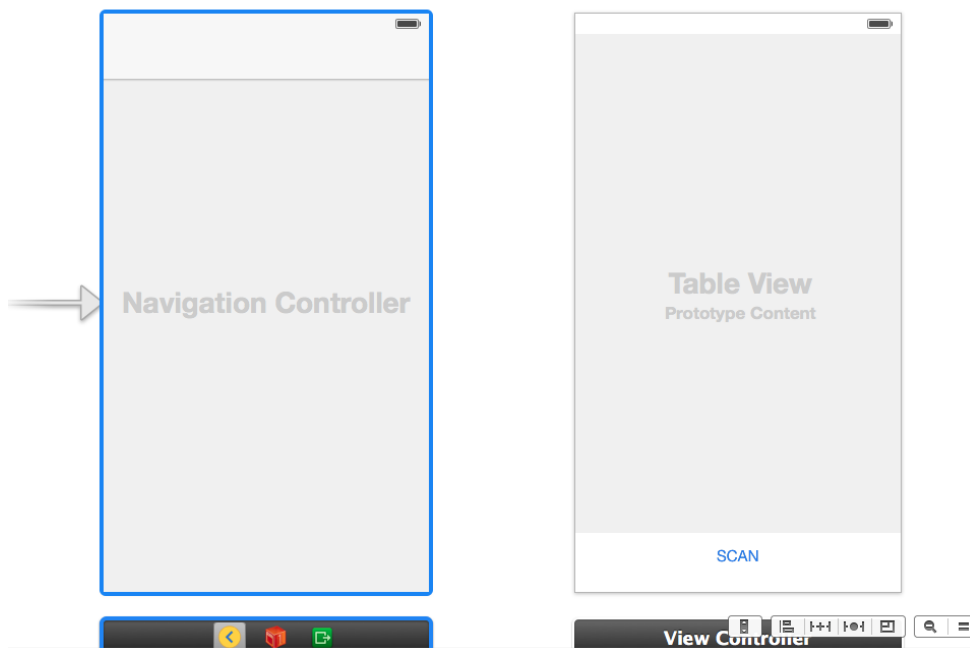 Navigation Controller
Table View
Prototype Content
SCAN
View Controller